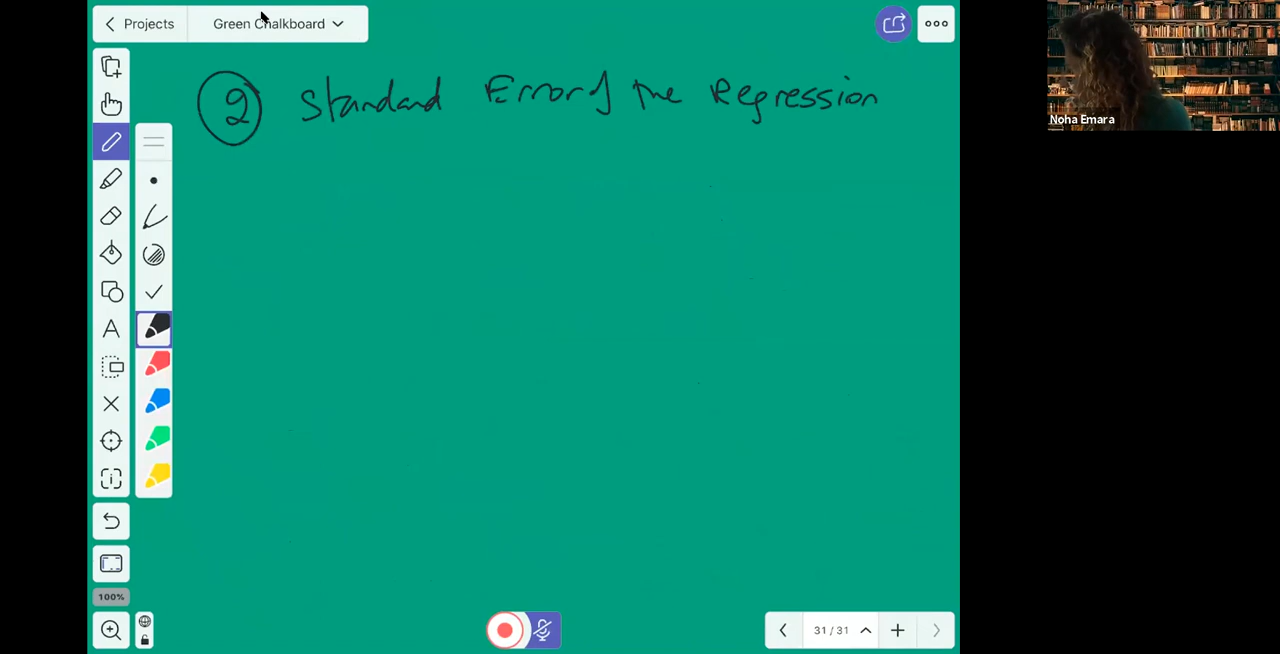 Projects
Green Chalkboard
② Standard Error of the Regression
Noha Emara
A
100%
31 / 31